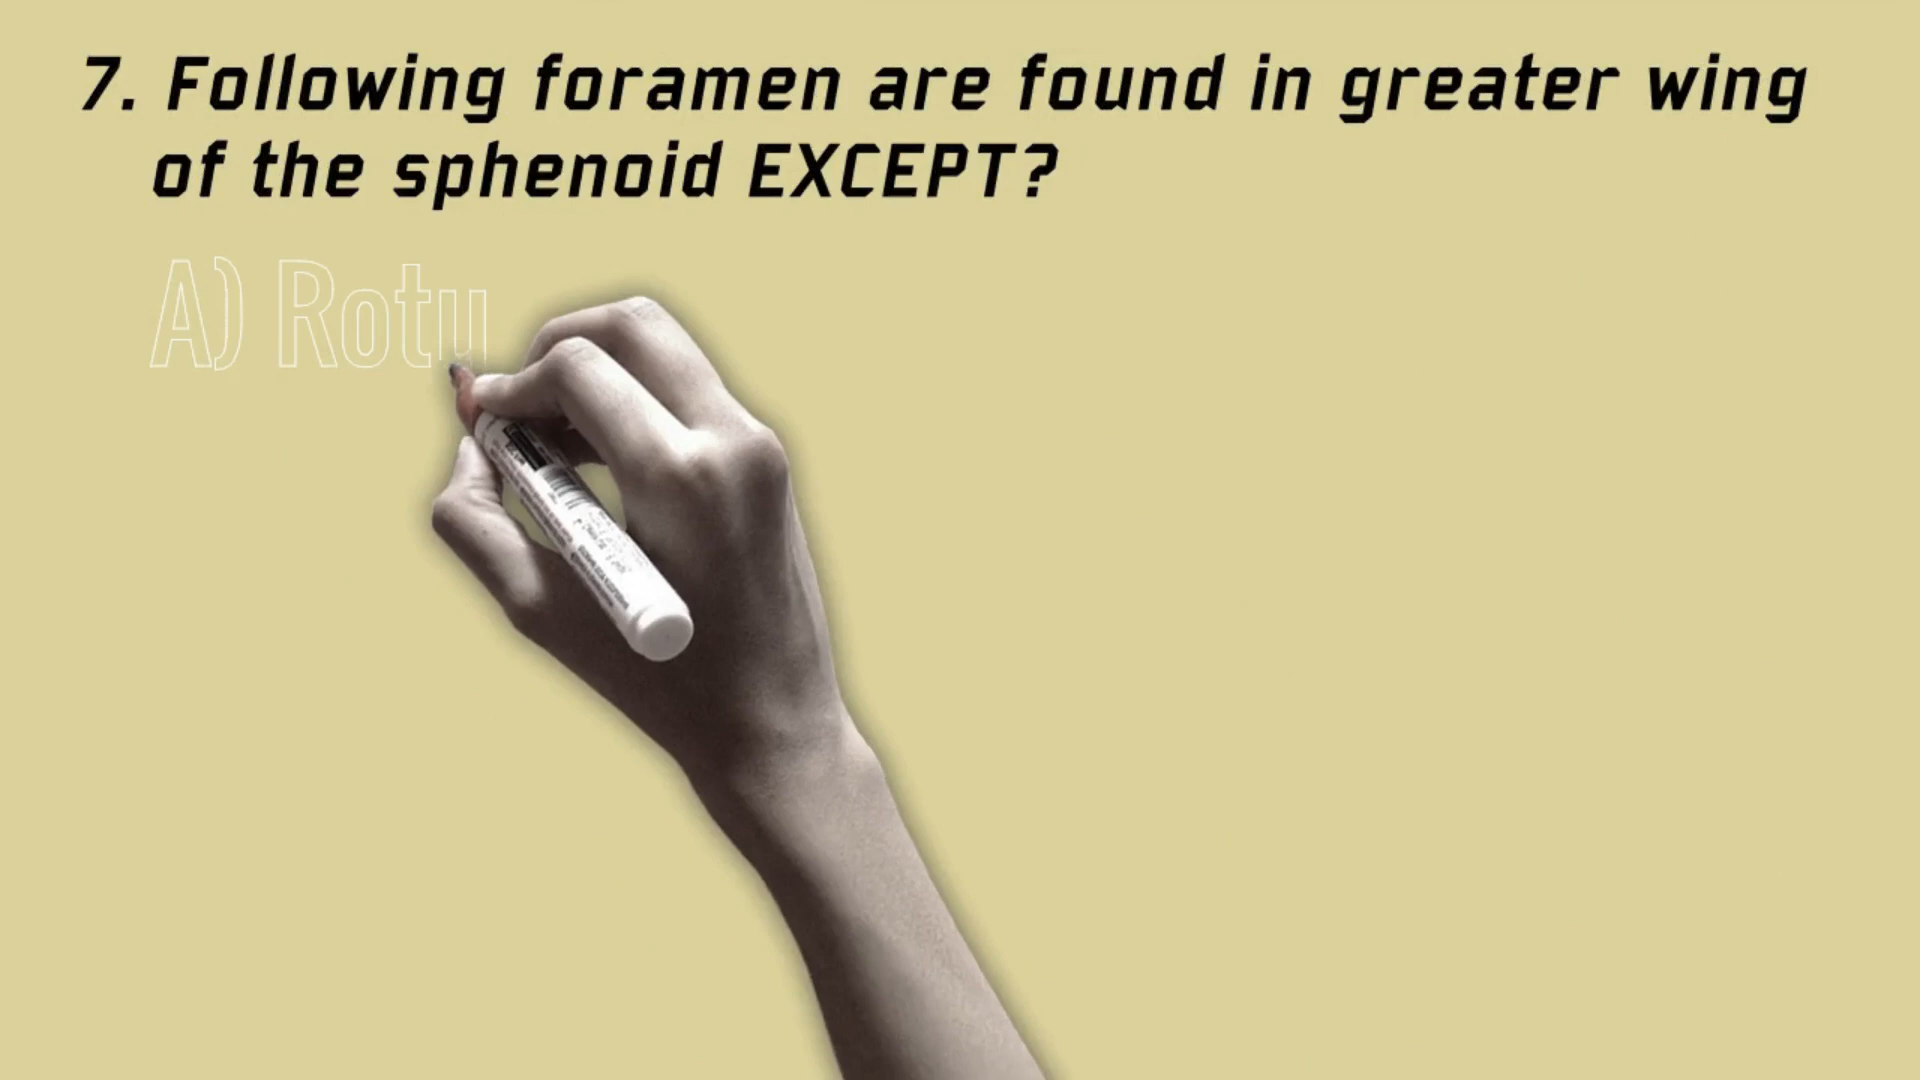 7. Following foramen are found in greater wing
of the sphenoid EXCEPT?
A) Rotu